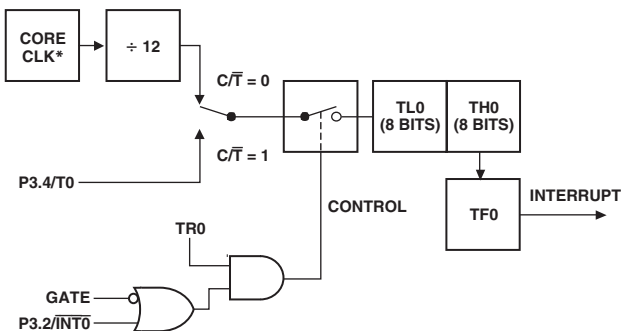 CORE
CLK*
÷ 12
C/T̅ = 0
TL0
(8 BITS)
TH0
(8 BITS)
C/T̅ = 1
P3.4/T0
INTERRUPT
TF0
CONTROL
TR0
GATE
P3.2/I̅N̅T̅0̅